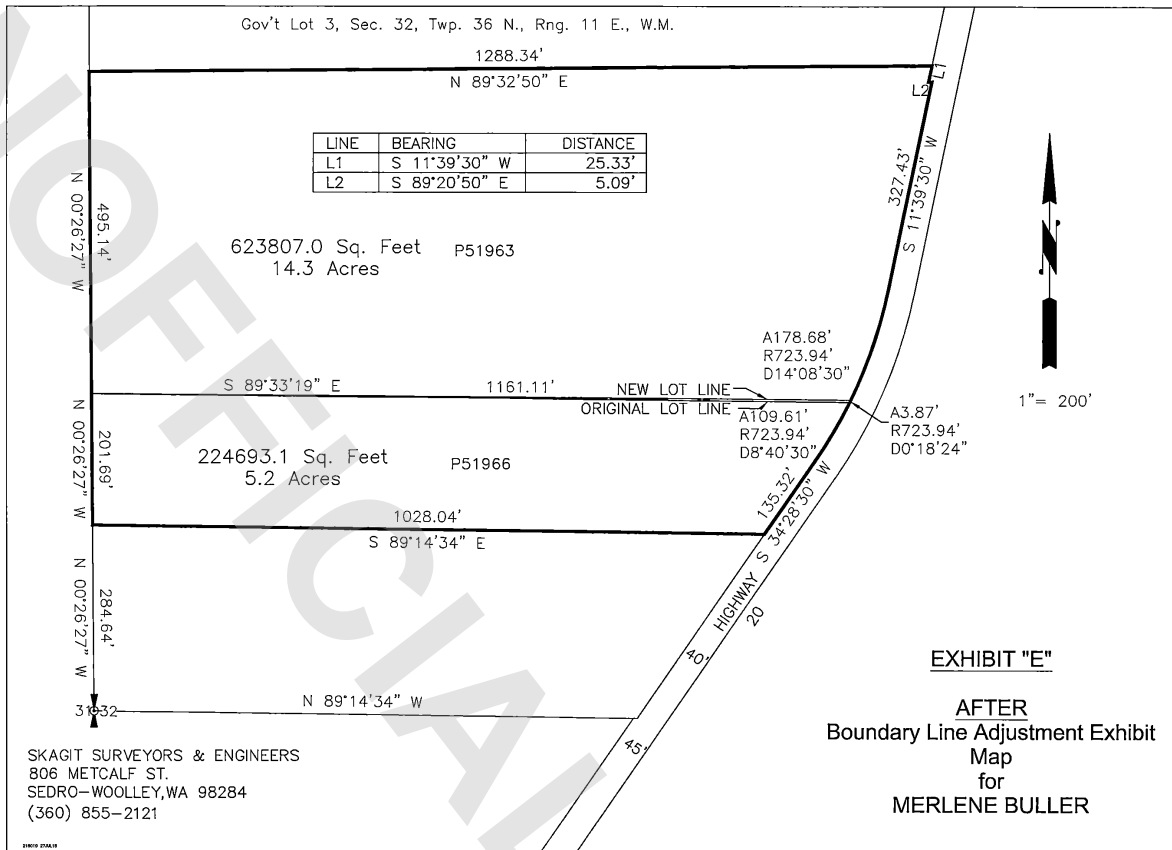 Gov't Lot 3, Sec. 32, Twp. 36 N., Rng. 11 E., W.M.
1288.34'
N 89°32'50" E
L1
L2
LINE BEARING DISTANCE
L1 S 11°39'30" W 25.33'
L2 S 89°20'50" E 5.09'
327.43'
S 11°39'30" W
495.14'
N 00°26'27" W
623807.0 Sq. Feet P51963
14.3 Acres
A178.68'
R723.94'
D14°08'30"
S 89°33'19" E 1161.11' NEW LOT LINE
ORIGINAL LOT LINE
1"= 200'
A109.61'
R723.94'
D8°40'30"
A3.87'
R723.94'
D0°18'24"
201.69'
N 00°26'27" W
224693.1 Sq. Feet P51966
5.2 Acres
135.32'
S 34°28'30" W
1028.04'
S 89°14'34" E
284.64'
N 00°26'27" W
HIGHWAY
20
40'
45'
31 32
N 89°14'34" W
EXHIBIT "E"
AFTER
Boundary Line Adjustment Exhibit
Map
for
MERLENE BULLER
SKAGIT SURVEYORS & ENGINEERS
806 METCALF ST.
SEDRO-WOOLLEY,WA 98284
(360) 855-2121
NOFFICIAL